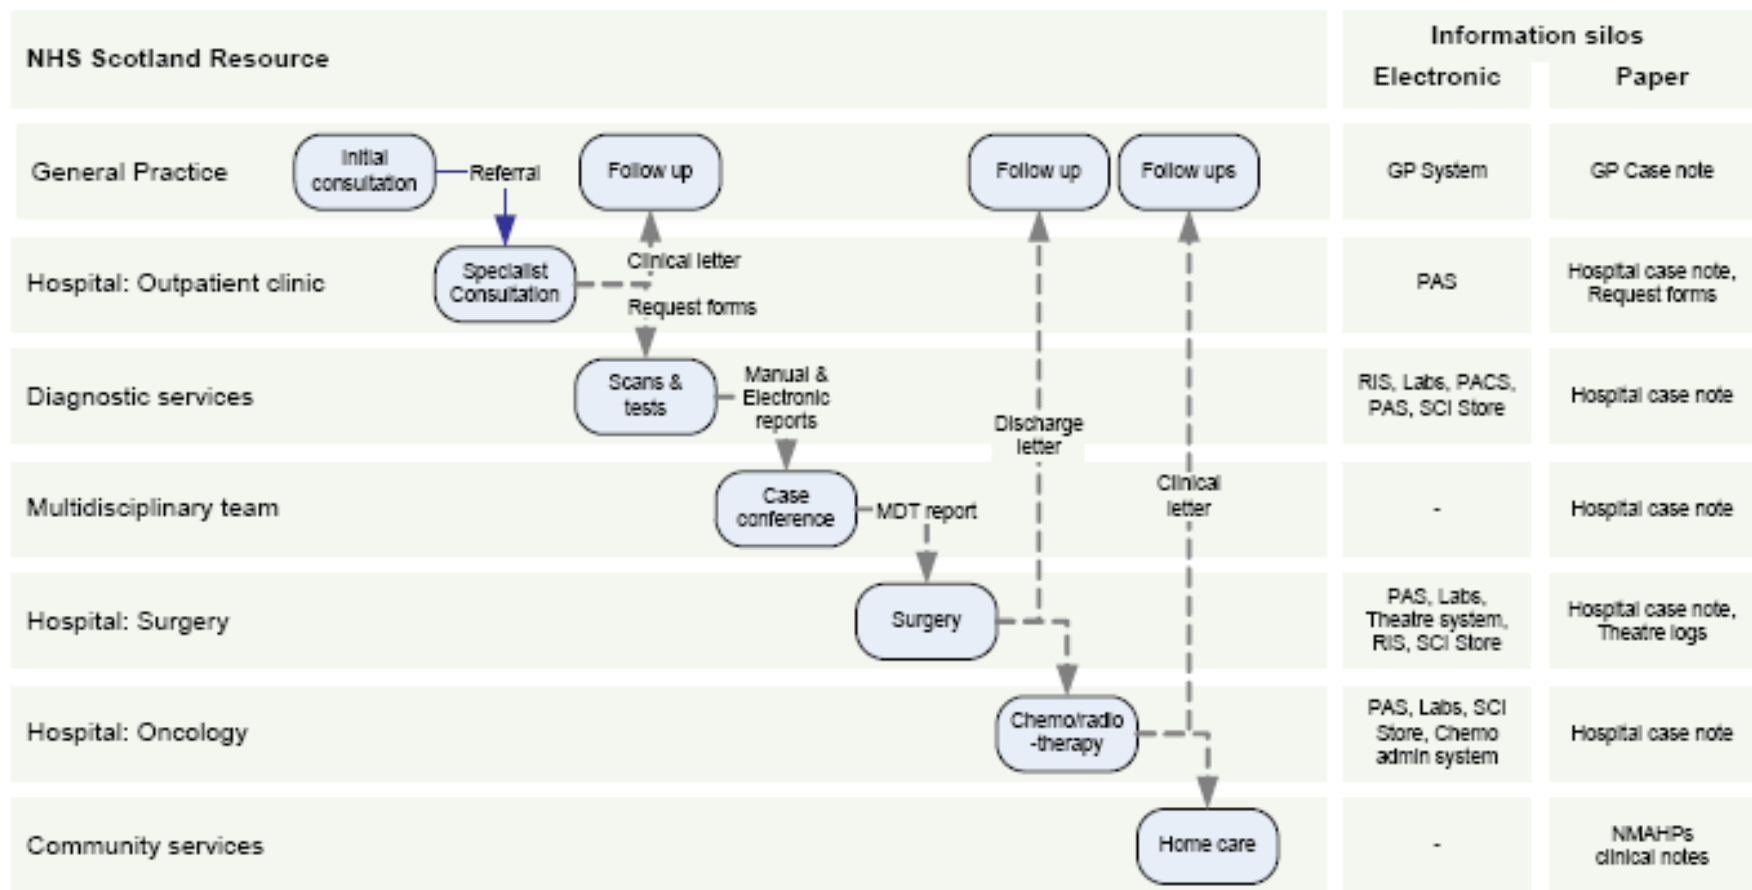 NHS Scotland Resource
Information silos
Electronic
Paper
General Practice
Initial
consultation
Referral
Follow up
Follow up
Follow ups
GP System
GP Case note
Hospital: Outpatient clinic
Specialist
Consultation
Clinical letter
Request forms
PAS
Hospital case note,
Request forms
Diagnostic services
Scans &
tests
Manual &
Electronic
reports
Discharge
letter
RIS, Labs, PACS,
PAS, SCI Store
Hospital case note
Multidisciplinary team
Case
conference
MDT report
Clinical
letter
-
Hospital case note
Hospital: Surgery
Surgery
PAS, Labs,
Theatre system,
RIS, SCI Store
Hospital case note,
Theatre logs
Hospital: Oncology
Chemo/radio
-therapy
PAS, Labs, SCI
Store, Chemo
admin system
Hospital case note
Community services
Home care
-
NMAHPs
clinical notes